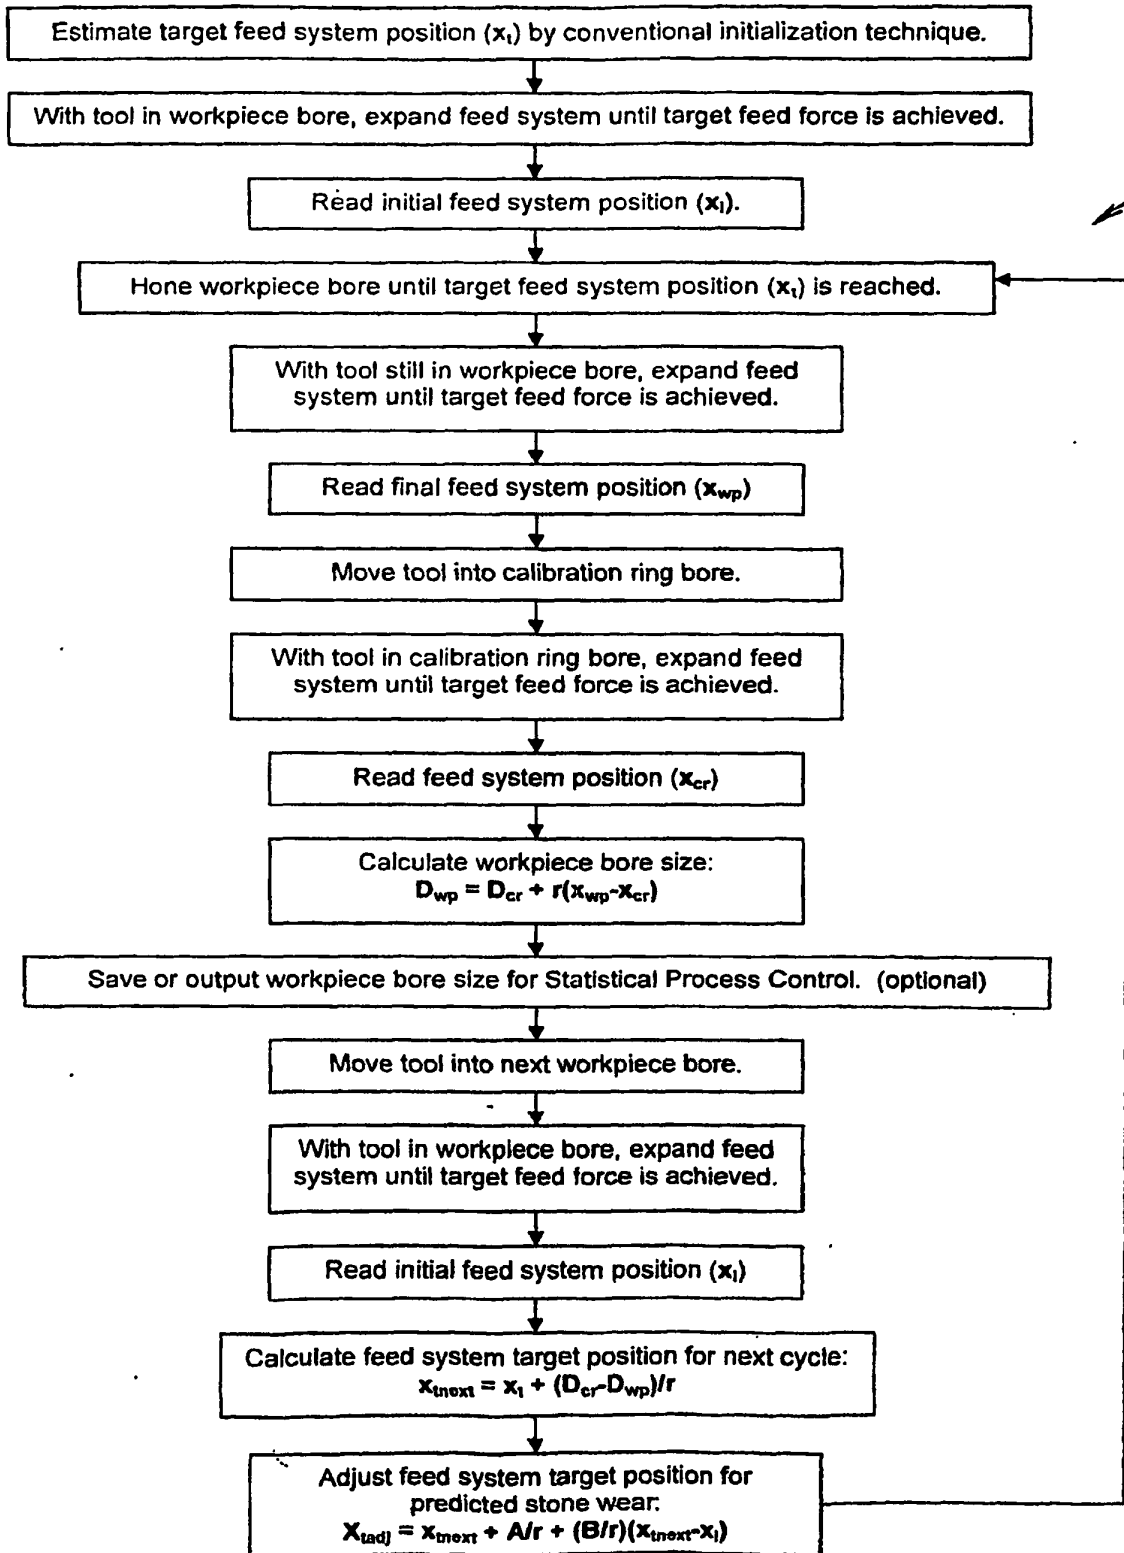 Estimate target feed system position (xt) by conventional initialization technique.
With tool in workpiece bore, expand feed system until target feed force is achieved.
Read initial feed system position (xi).
Hone workpiece bore until target feed system position (xt) is reached.
With tool still in workpiece bore, expand feed
system until target feed force is achieved.
Read final feed system position (xwp)
Move tool into calibration ring bore.
With tool in calibration ring bore, expand feed
system until target feed force is achieved.
Read feed system position (xcr)
Calculate workpiece bore size:
Dwp = Dcr + r(xwp-xcr)
Save or output workpiece bore size for Statistical Process Control. (optional)
Move tool into next workpiece bore.
With tool in workpiece bore, expand feed
system until target feed force is achieved.
Read initial feed system position (xi)
Calculate feed system target position for next cycle:
xtnext = xt + (Dcr-Dwp)/r
Adjust feed system target position for
predicted stone wear:
Xtadj = xtnext + A/r + (B/r)(xtnext-xi)